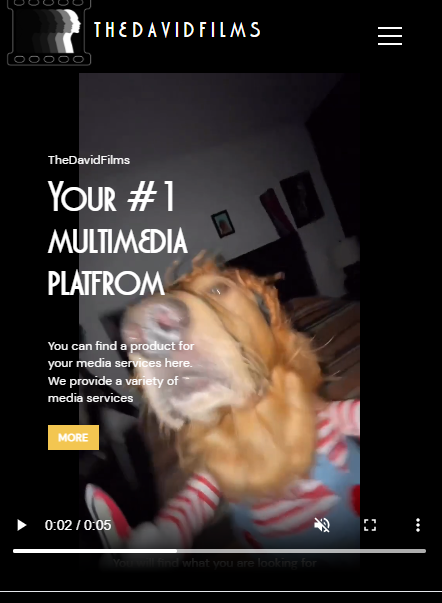 THEDAVIDFILMS
TheDavidFilms
Your #1
multimedia
platfrom
You can find a product for
your media services here.
We provide a variety of
media services
MORE
0:02 / 0:05
You will find what you are looking for